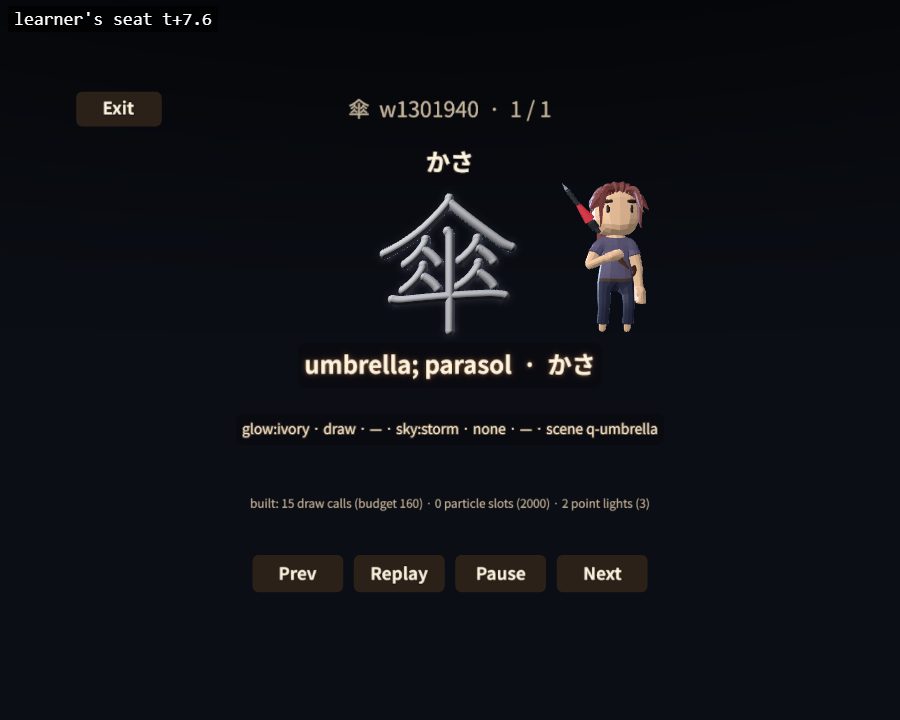 learner's seat t+7.6
Exit
傘 w1301940 · 1 / 1
かさ
傘
umbrella; parasol · かさ
glow:ivory · draw · — · sky:storm · none · — · scene q-umbrella
built: 15 draw calls (budget 160) · 0 particle slots (2000) · 2 point lights (3)
Prev Replay Pause Next